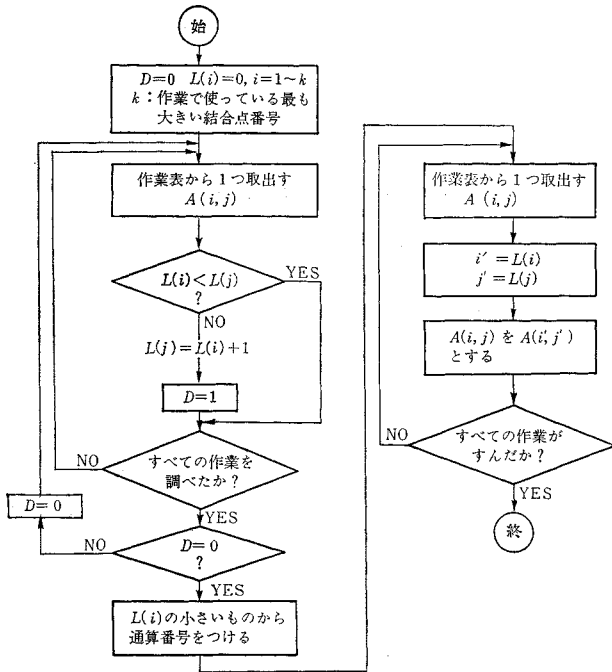 始
D=0 L(i)=0, i=1~k
k：作業で使っている最も
大きい結合点番号
作業表から1つ取出す
A(i, j)
L(i)<L(j)
?
YES
NO
L(j)=L(i)+1
D=1
すべての作業を
調べたか？
NO
YES
D=0
D=0
?
NO
YES
L(i)の小さいものから
通算番号をつける
作業表から1つ取出す
A (i, j)
i′=L(i)
j′=L(j)
A(i, j) を A(i′, j′)
とする
すべての作業が
すんだか？
NO
YES
終